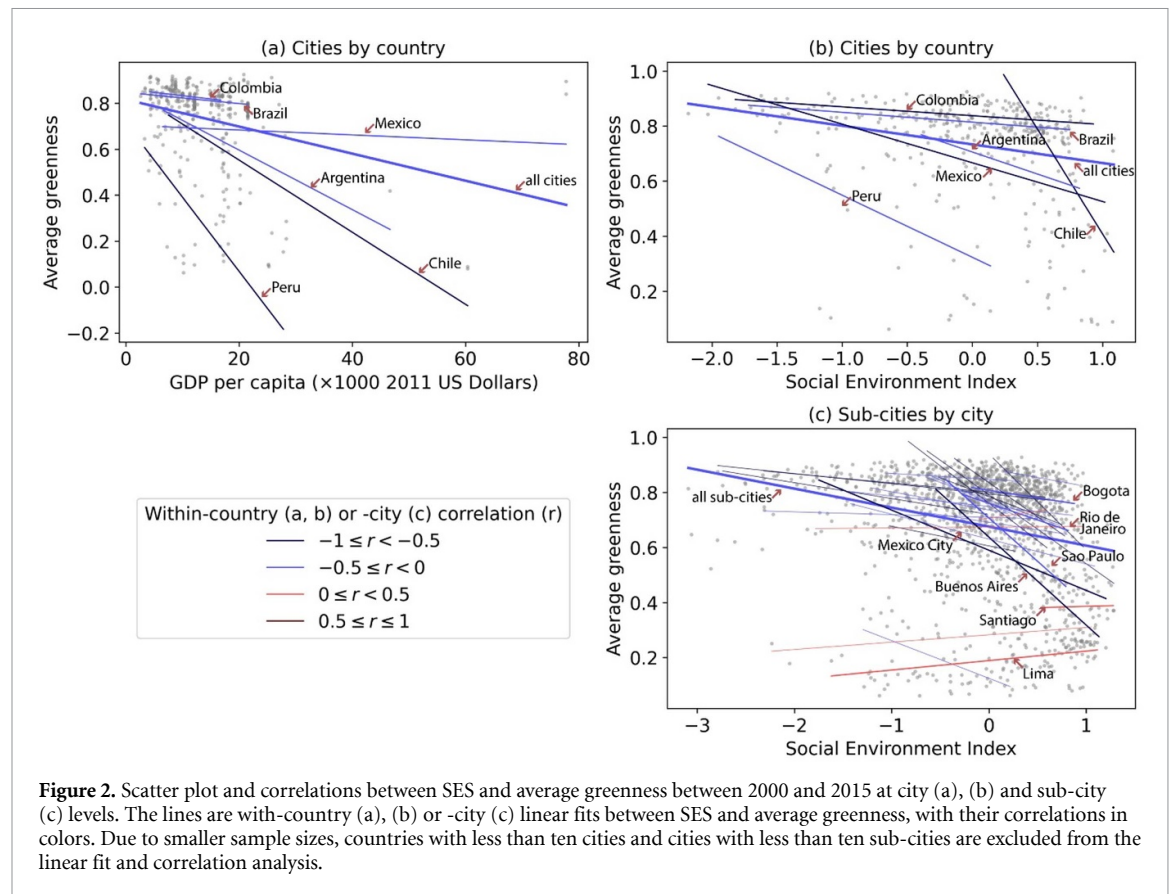 (a) Cities by country
Average greenness
0.8
0.6
0.4
0.2
0.0
−0.2
0
20
40
60
80
GDP per capita (×1000 2011 US Dollars)
Colombia
Brazil
Mexico
Argentina
all cities
Chile
Peru
(b) Cities by country
Average greenness
1.0
0.8
0.6
0.4
0.2
−2.0
−1.5
−1.0
−0.5
0.0
0.5
1.0
Social Environment Index
Colombia
Argentina
Brazil
all cities
Mexico
Peru
Chile
Within-country (a, b) or -city (c) correlation (r)
−1 ≤ r < −0.5
−0.5 ≤ r < 0
0 ≤ r < 0.5
0.5 ≤ r ≤ 1
(c) Sub-cities by city
Average greenness
1.0
0.8
0.6
0.4
0.2
−3
−2
−1
0
1
Social Environment Index
all sub-cities
Bogota
Rio de
Janeiro
Mexico City
Sao Paulo
Buenos Aires
Santiago
Lima
Figure 2. Scatter plot and correlations between SES and average greenness between 2000 and 2015 at city (a), (b) and sub-city
(c) levels. The lines are with-country (a), (b) or -city (c) linear fits between SES and average greenness, with their correlations in
colors. Due to smaller sample sizes, countries with less than ten cities and cities with less than ten sub-cities are excluded from the
linear fit and correlation analysis.